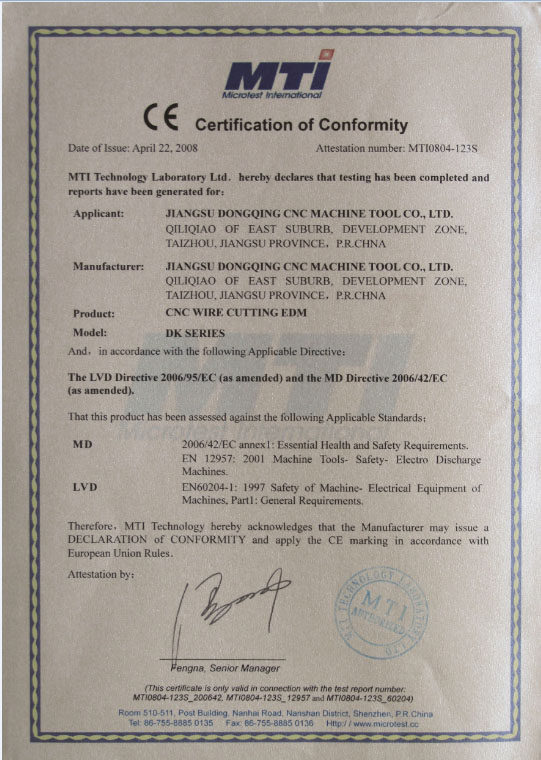 MTi
Microtest International
CE Certification of Conformity
Date of Issue: April 22, 2008 Attestation number: MTI0804-123S
MTI Technology Laboratory Ltd. hereby declares that testing has been completed and
reports have been generated for:
Applicant: JIANGSU DONGQING CNC MACHINE TOOL CO., LTD.
QILIQIAO OF EAST SUBURB, DEVELOPMENT ZONE,
TAIZHOU, JIANGSU PROVINCE, P.R.CHNA
Manufacturer: JIANGSU DONGQING CNC MACHINE TOOL CO., LTD.
QILIQIAO OF EAST SUBURB, DEVELOPMENT ZONE,
TAIZHOU, JIANGSU PROVINCE, P.R.CHNA
Product: CNC WIRE CUTTING EDM
Model: DK SERIES
And, in accordance with the following Applicable Directive:
The LVD Directive 2006/95/EC (as amended) and the MD Directive 2006/42/EC
(as amended).
That this product has been assessed against the following Applicable Standards:
MD 2006/42/EC annex1: Essential Health and Safety Requirements.
EN 12957: 2001 Machine Tools- Safety- Electro Discharge
Machines.
LVD EN60204-1: 1997 Safety of Machine- Electrical Equipment of
Machines, Part1: General Requirements.
Therefore, MTI Technology hereby acknowledges that the Manufacturer may issue a
DECLARATION of CONFORMITY and apply the CE marking in accordance with
European Union Rules.
Attestation by:
MTI TECHNOLOGY LABORATORY LTD
MTI
AUTHORIZED
Fengna, Senior Manager
(This certificate is only valid in connection with the test report number:
MTI0804-123S_200642, MTI0804-123S_12957 and MTI0804-123S_60204)
Room 510-511, Post Building, Nanhai Road, Nanshan District, Shenzhen, P.R.China
Tel: 86-755-8885 0135 Fax: 86-755-8885 0136 Http://www.microtest.cc